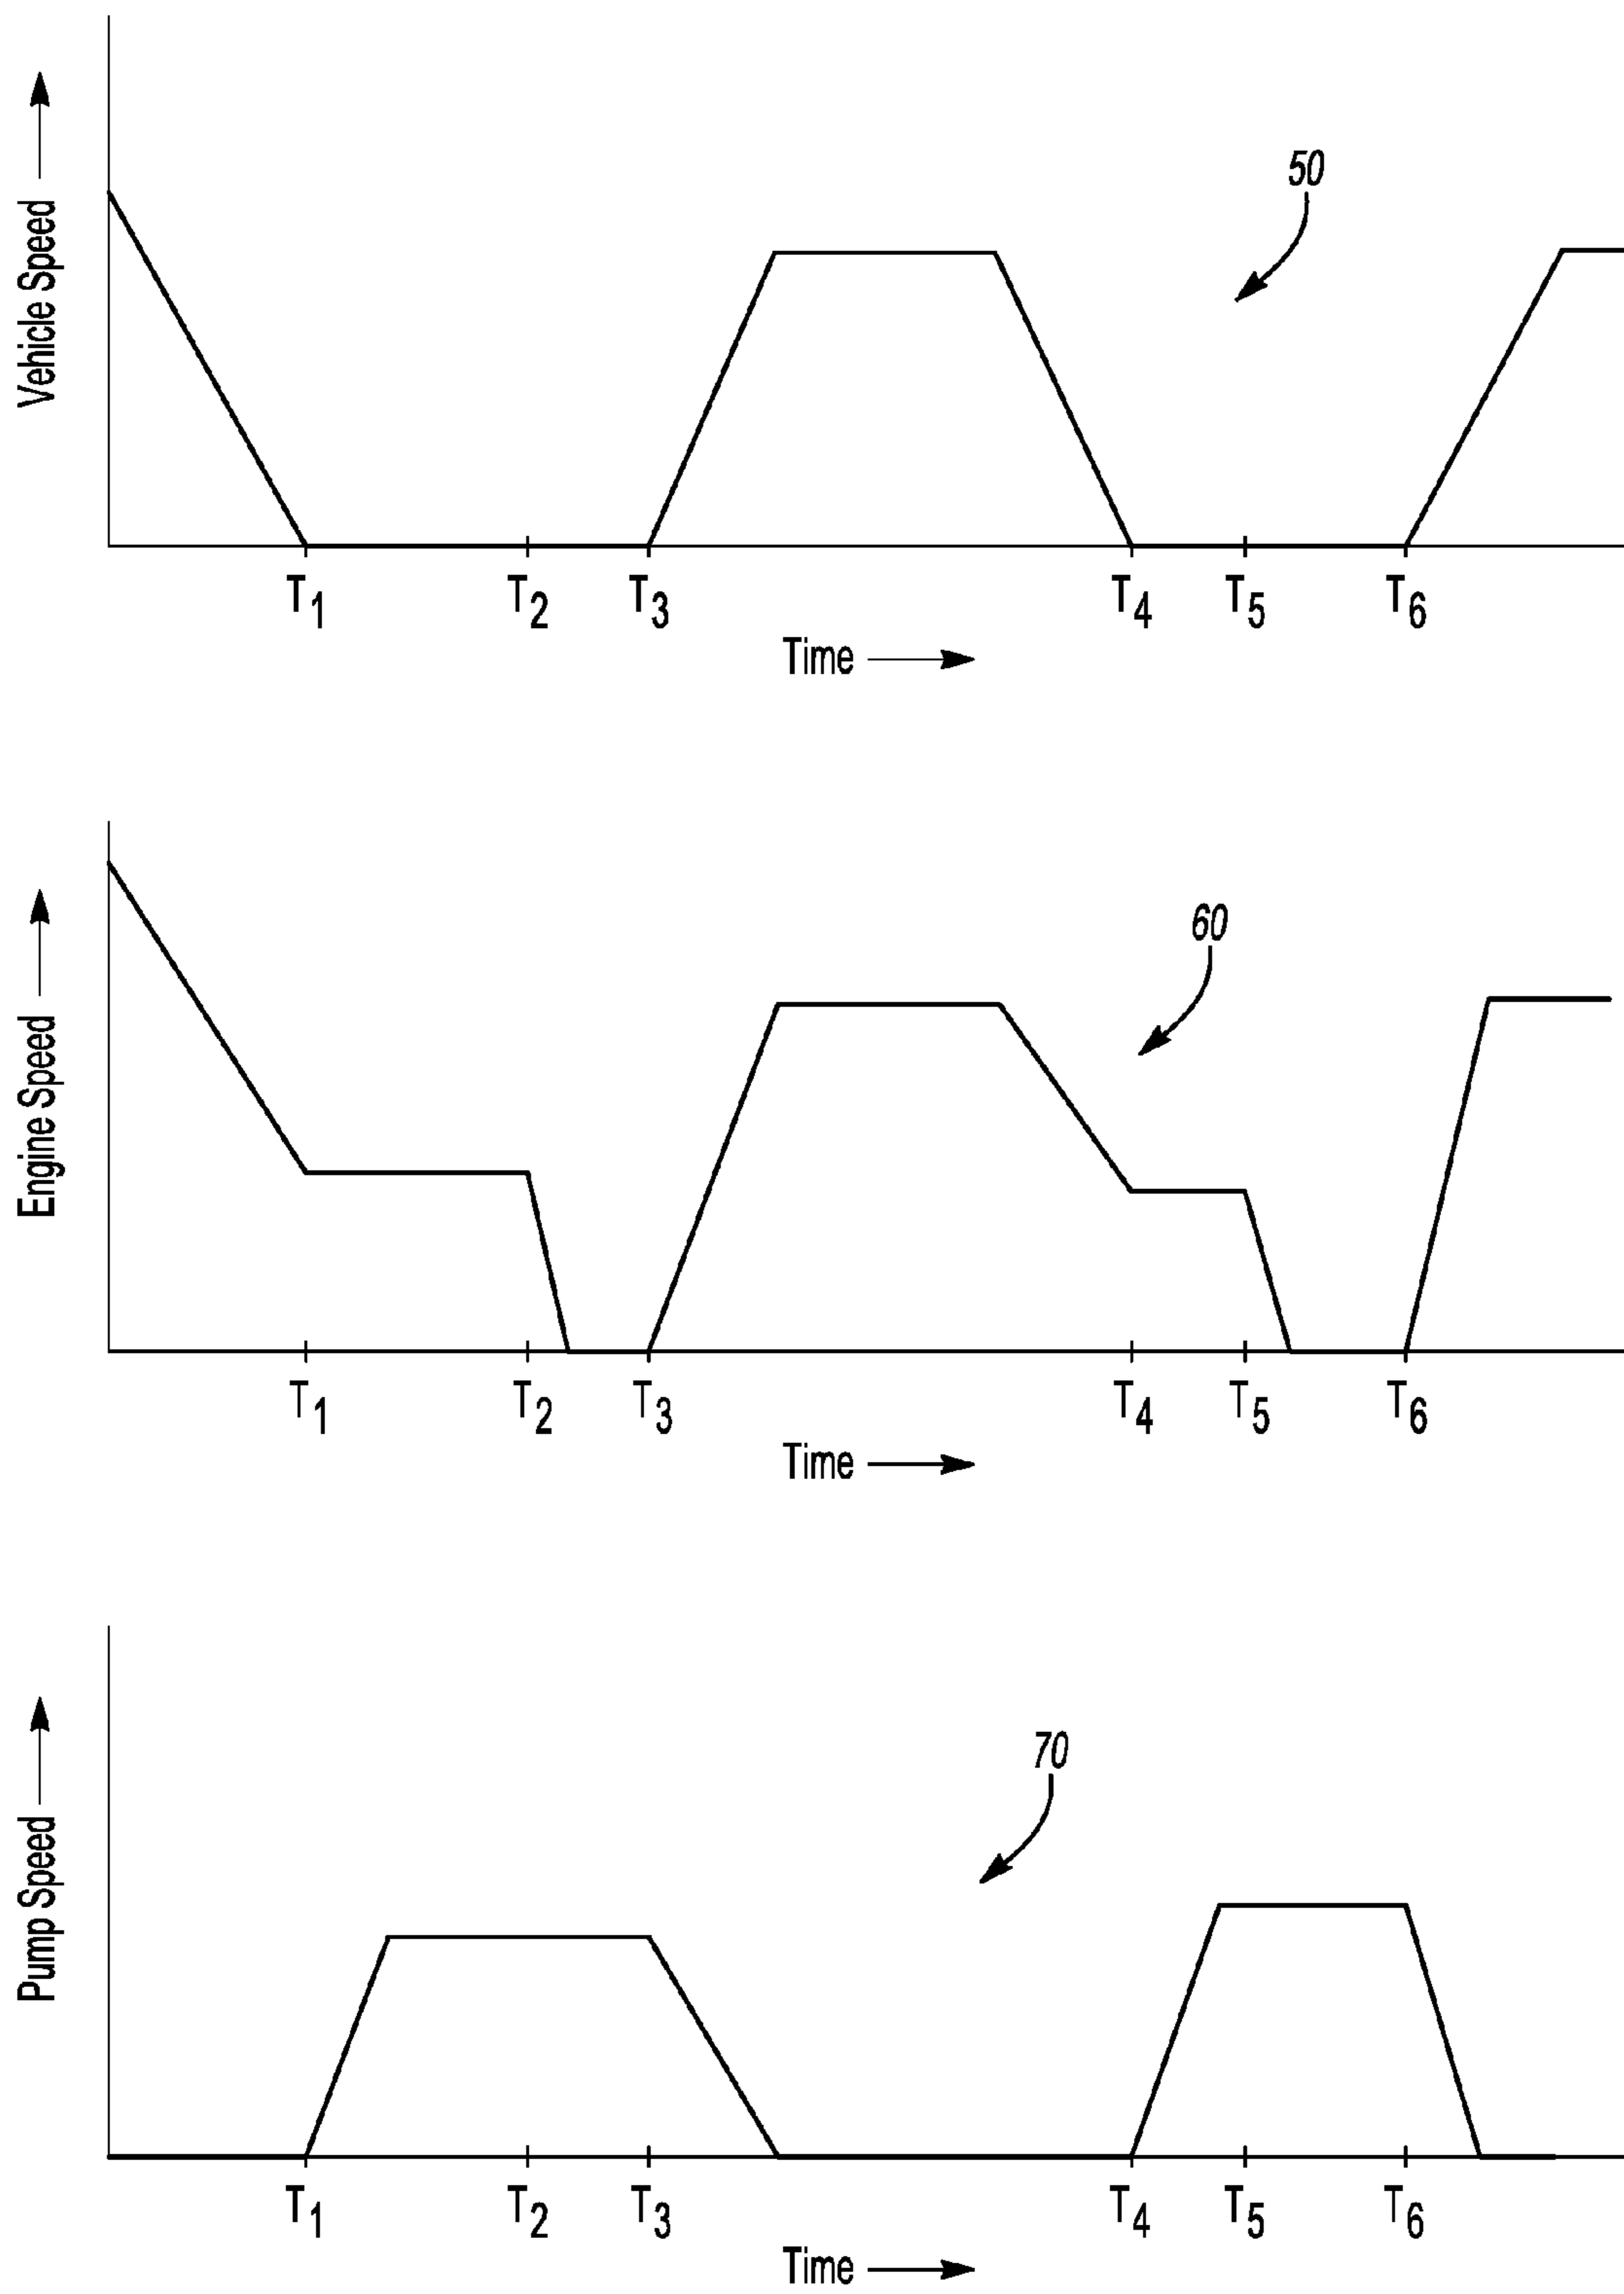 Vehicle Speed
50
T1 T2 T3 T4 T5 T6
Time
Engine Speed
60
T1 T2 T3 T4 T5 T6
Time
Pump Speed
70
T1 T2 T3 T4 T5 T6
Time